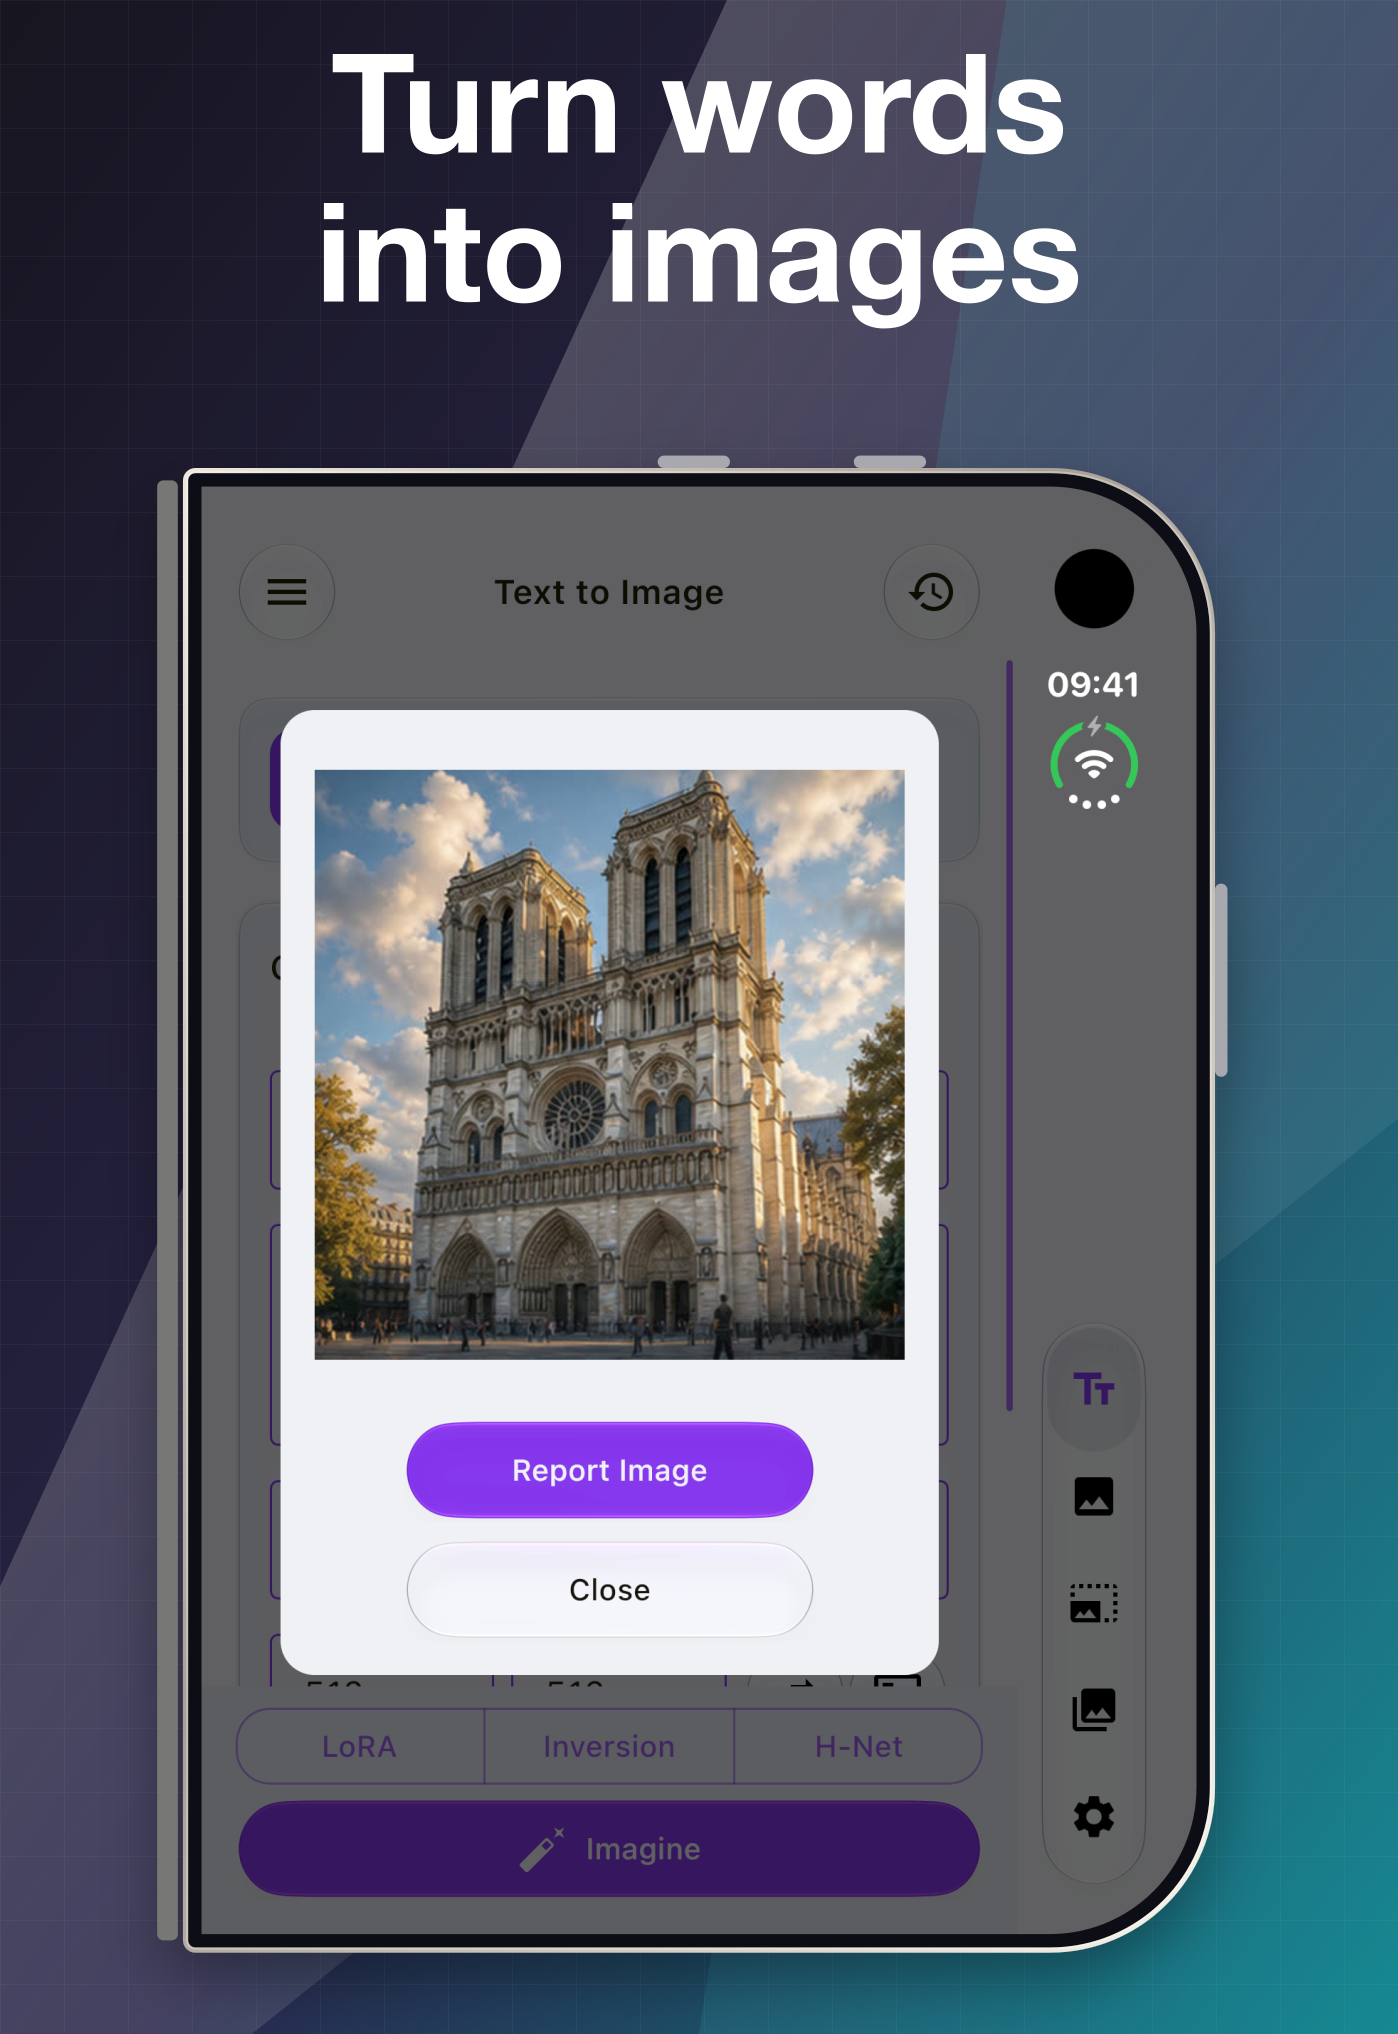 Turn words
into images
Text to Image
09:41
Report Image
Close
LoRA
Inversion
H-Net
Imagine